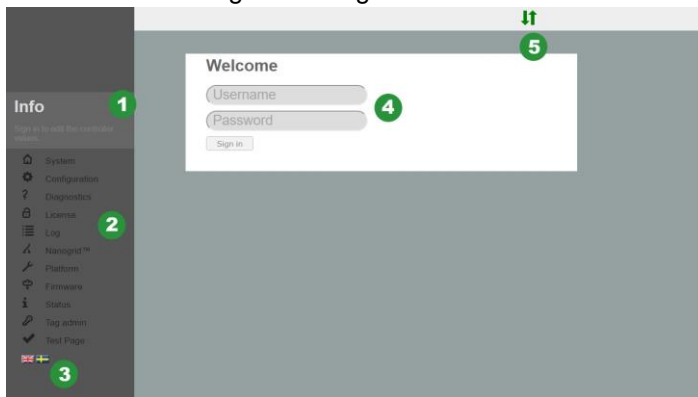 5
Welcome
Username
4
Password
Sign in
Info
1
Sign in to edit the controller
values.
System
Configuration
Diagnostics
License
2
Log
Nanogrid™
Platform
Firmware
Status
Tag admin
Test Page
3